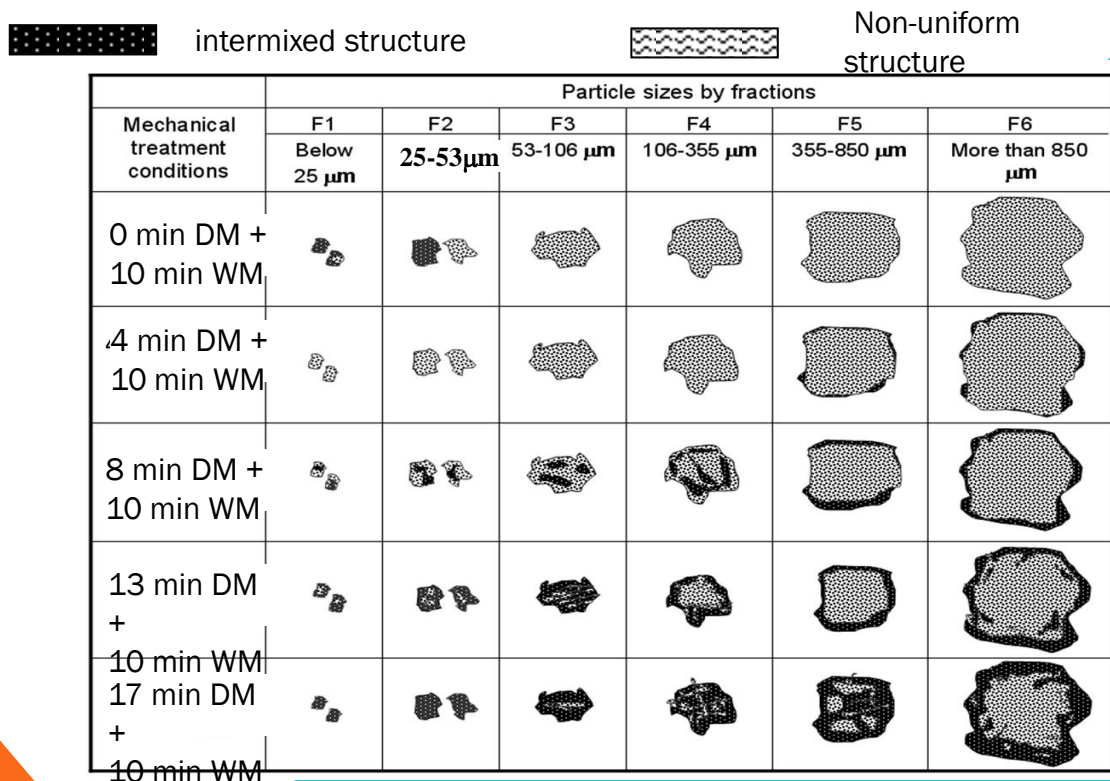 intermixed structure
Non-uniform
structure
Particle sizes by fractions
Mechanical
treatment
conditions
F1
F2
F3
F4
F5
F6
Below
25 μm
25-53μm
53-106 μm
106-355 μm
355-850 μm
More than 850
μm
0 min DM +
10 min WM
4 min DM +
10 min WM
8 min DM +
10 min WM
13 min DM
+
10 min WM
17 min DM
+
10 min WM